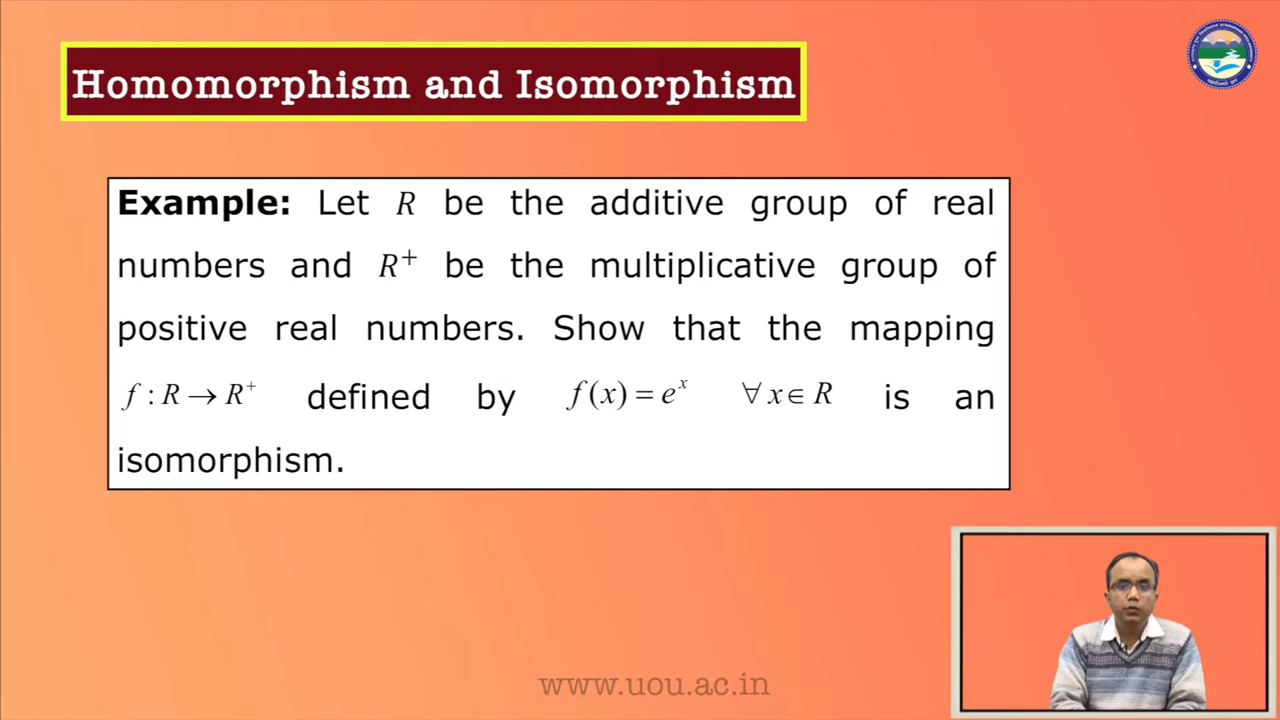 Homomorphism and Isomorphism
Example: Let R be the additive group of real
numbers and R⁺ be the multiplicative group of
positive real numbers. Show that the mapping
f : R → R⁺ defined by f(x) = eˣ ∀ x ∈ R is an
isomorphism.
www.uou.ac.in